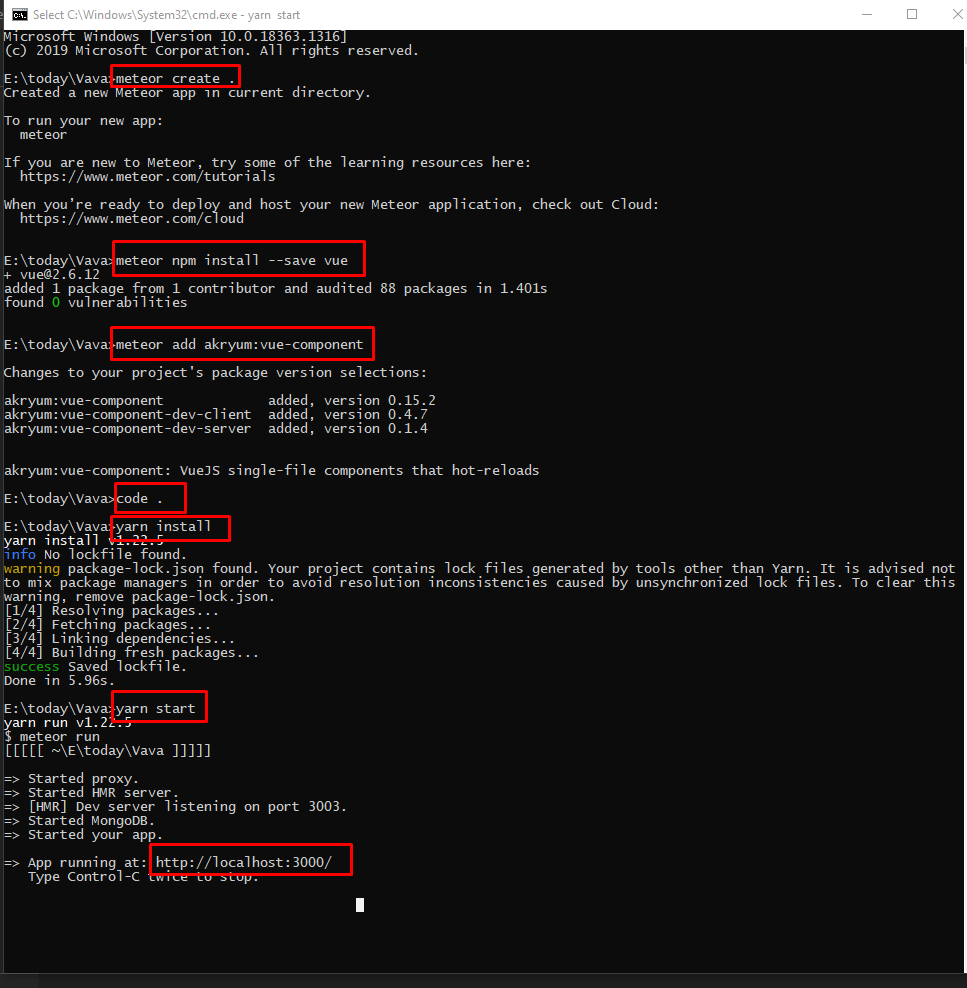 Select C:\Windows\System32\cmd.exe - yarn start
Microsoft Windows [Version 10.0.18363.1316]
(c) 2019 Microsoft Corporation. All rights reserved.
E:\today\Vava>meteor create .
Created a new Meteor app in current directory.
To run your new app:
meteor
If you are new to Meteor, try some of the learning resources here:
https://www.meteor.com/tutorials
When you’re ready to deploy and host your new Meteor application, check out Cloud:
https://www.meteor.com/cloud
E:\today\Vava>meteor npm install --save vue
+ vue@2.6.12
added 1 package from 1 contributor and audited 88 packages in 1.401s
found 0 vulnerabilities
E:\today\Vava>meteor add akryum:vue-component
Changes to your project's package version selections:
akryum:vue-component added, version 0.15.2
akryum:vue-component-dev-client added, version 0.4.7
akryum:vue-component-dev-server added, version 0.1.4
akryum:vue-component: VueJS single-file components that hot-reloads
E:\today\Vava>code .
E:\today\Vava>yarn install
yarn install v1.22.5
info No lockfile found.
warning package-lock.json found. Your project contains lock files generated by tools other than Yarn. It is advised not
to mix package managers in order to avoid resolution inconsistencies caused by unsynchronized lock files. To clear this
warning, remove package-lock.json.
[1/4] Resolving packages...
[2/4] Fetching packages...
[3/4] Linking dependencies...
[4/4] Building fresh packages...
success Saved lockfile.
Done in 5.96s.
E:\today\Vava>yarn start
yarn run v1.22.5
$ meteor run
[[[[[ ~\E\today\Vava ]]]]]
=> Started proxy.
=> Started HMR server.
=> [HMR] Dev server listening on port 3003.
=> Started MongoDB.
=> Started your app.
=> App running at: http://localhost:3000/
Type Control-C twice to stop.